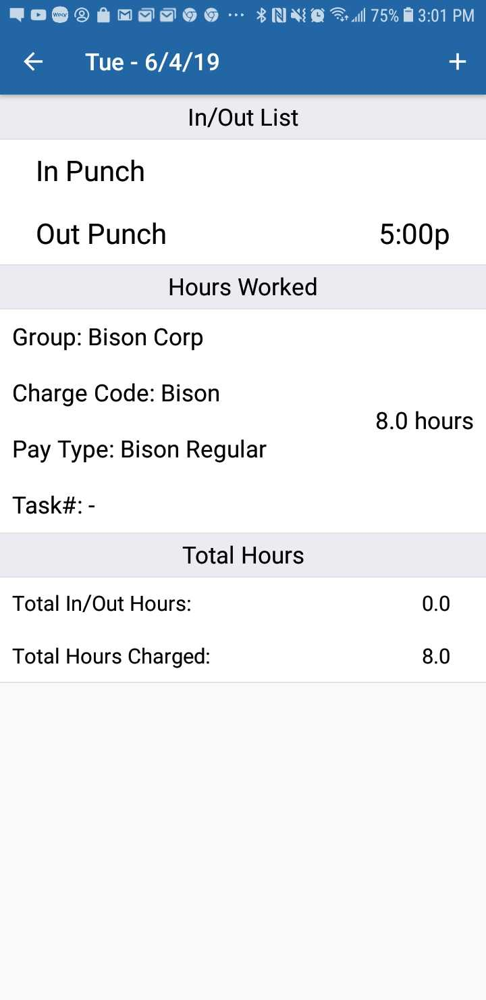 75% 3:01 PM
Tue - 6/4/19
In/Out List
In Punch
Out Punch 5:00p
Hours Worked
Group: Bison Corp
Charge Code: Bison
8.0 hours
Pay Type: Bison Regular
Task#: -
Total Hours
Total In/Out Hours: 0.0
Total Hours Charged: 8.0